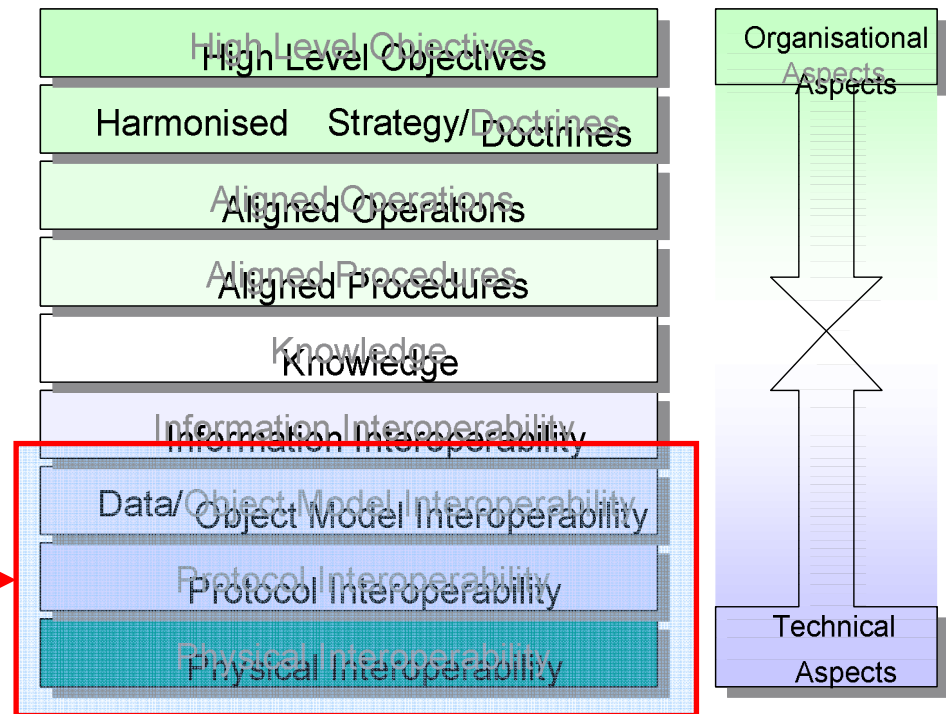 High Level Objectives
Harmonised Strategy/Doctrines
Aligned Operations
Aligned Procedures
Knowledge
Information Interoperability
Data/Object Model Interoperability
Protocol Interoperability
Physical Interoperability
Organisational
Aspects
Technical
Aspects